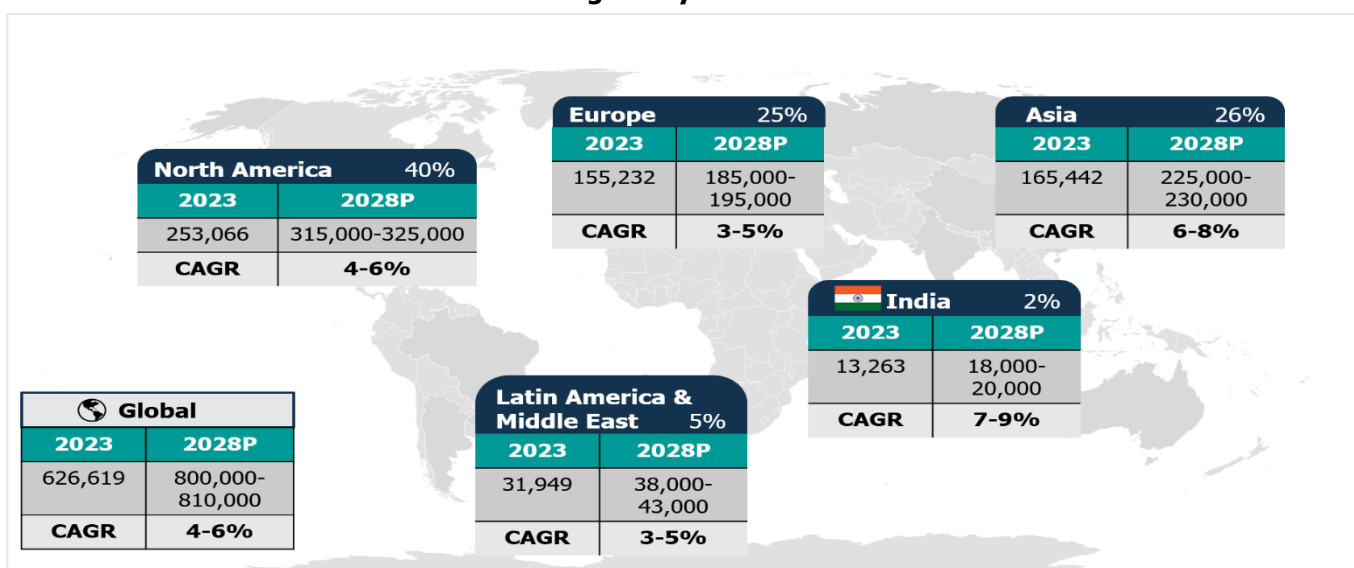 North America 40%
2023 2028P
253,066 315,000-325,000
CAGR 4-6%
Europe 25%
2023 2028P
155,232 185,000-
195,000
CAGR 3-5%
Asia 26%
2023 2028P
165,442 225,000-
230,000
CAGR 6-8%
India 2%
2023 2028P
13,263 18,000-
20,000
CAGR 7-9%
Latin America &
Middle East 5%
2023 2028P
31,949 38,000-
43,000
CAGR 3-5%
Global
2023 2028P
626,619 800,000-
810,000
CAGR 4-6%